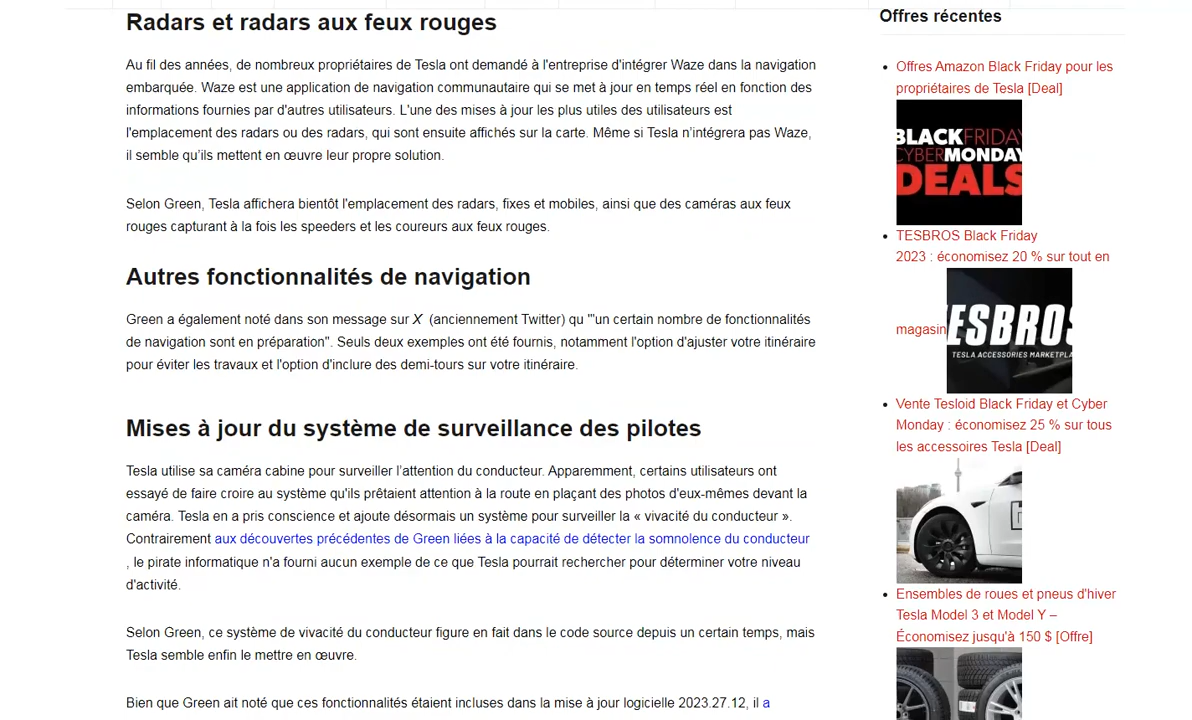 Radars et radars aux feux rouges
Au fil des années, de nombreux propriétaires de Tesla ont demandé à l'entreprise d'intégrer Waze dans la navigation
embarquée. Waze est une application de navigation communautaire qui se met à jour en temps réel en fonction des
informations fournies par d'autres utilisateurs. L'une des mises à jour les plus utiles des utilisateurs est
l'emplacement des radars ou des radars, qui sont ensuite affichés sur la carte. Même si Tesla n’intégrera pas Waze,
il semble qu’ils mettent en œuvre leur propre solution.
Selon Green, Tesla affichera bientôt l'emplacement des radars, fixes et mobiles, ainsi que des caméras aux feux
rouges capturant à la fois les speeders et les coureurs aux feux rouges.
Autres fonctionnalités de navigation
Green a également noté dans son message sur X (anciennement Twitter) qu '"un certain nombre de fonctionnalités
de navigation sont en préparation". Seuls deux exemples ont été fournis, notamment l'option d'ajuster votre itinéraire
pour éviter les travaux et l'option d'inclure des demi-tours sur votre itinéraire.
Mises à jour du système de surveillance des pilotes
Tesla utilise sa caméra cabine pour surveiller l’attention du conducteur. Apparemment, certains utilisateurs ont
essayé de faire croire au système qu'ils prêtaient attention à la route en plaçant des photos d'eux-mêmes devant la
caméra. Tesla en a pris conscience et ajoute désormais un système pour surveiller la « vivacité du conducteur ».
Contrairement aux découvertes précédentes de Green liées à la capacité de détecter la somnolence du conducteur
, le pirate informatique n'a fourni aucun exemple de ce que Tesla pourrait rechercher pour déterminer votre niveau
d'activité.
Selon Green, ce système de vivacité du conducteur figure en fait dans le code source depuis un certain temps, mais
Tesla semble enfin le mettre en œuvre.
Bien que Green ait noté que ces fonctionnalités étaient incluses dans la mise à jour logicielle 2023.27.12, il a
Offres récentes
Offres Amazon Black Friday pour les
propriétaires de Tesla [Deal]
BLACKFRIDAY
CYBERMONDAY
DEALS
TESBROS Black Friday
2023 : économisez 20 % sur tout en
magasin
ESBROS
TESLA ACCESSORIES MARKETPLA
Vente Tesloid Black Friday et Cyber
Monday : économisez 25 % sur tous
les accessoires Tesla [Deal]
Ensembles de roues et pneus d'hiver
Tesla Model 3 et Model Y –
Économisez jusqu'à 150 $ [Offre]